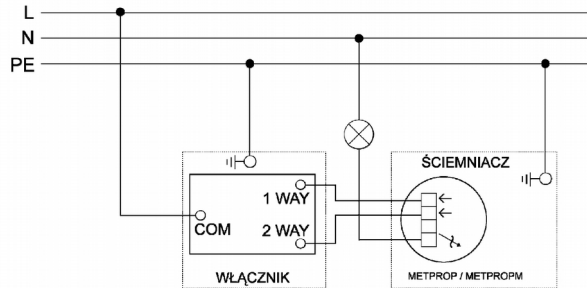 L
N
PE
ŚCIEMNIACZ
1 WAY
COM
2 WAY
WŁĄCZNIK
METPROP / METPROPM